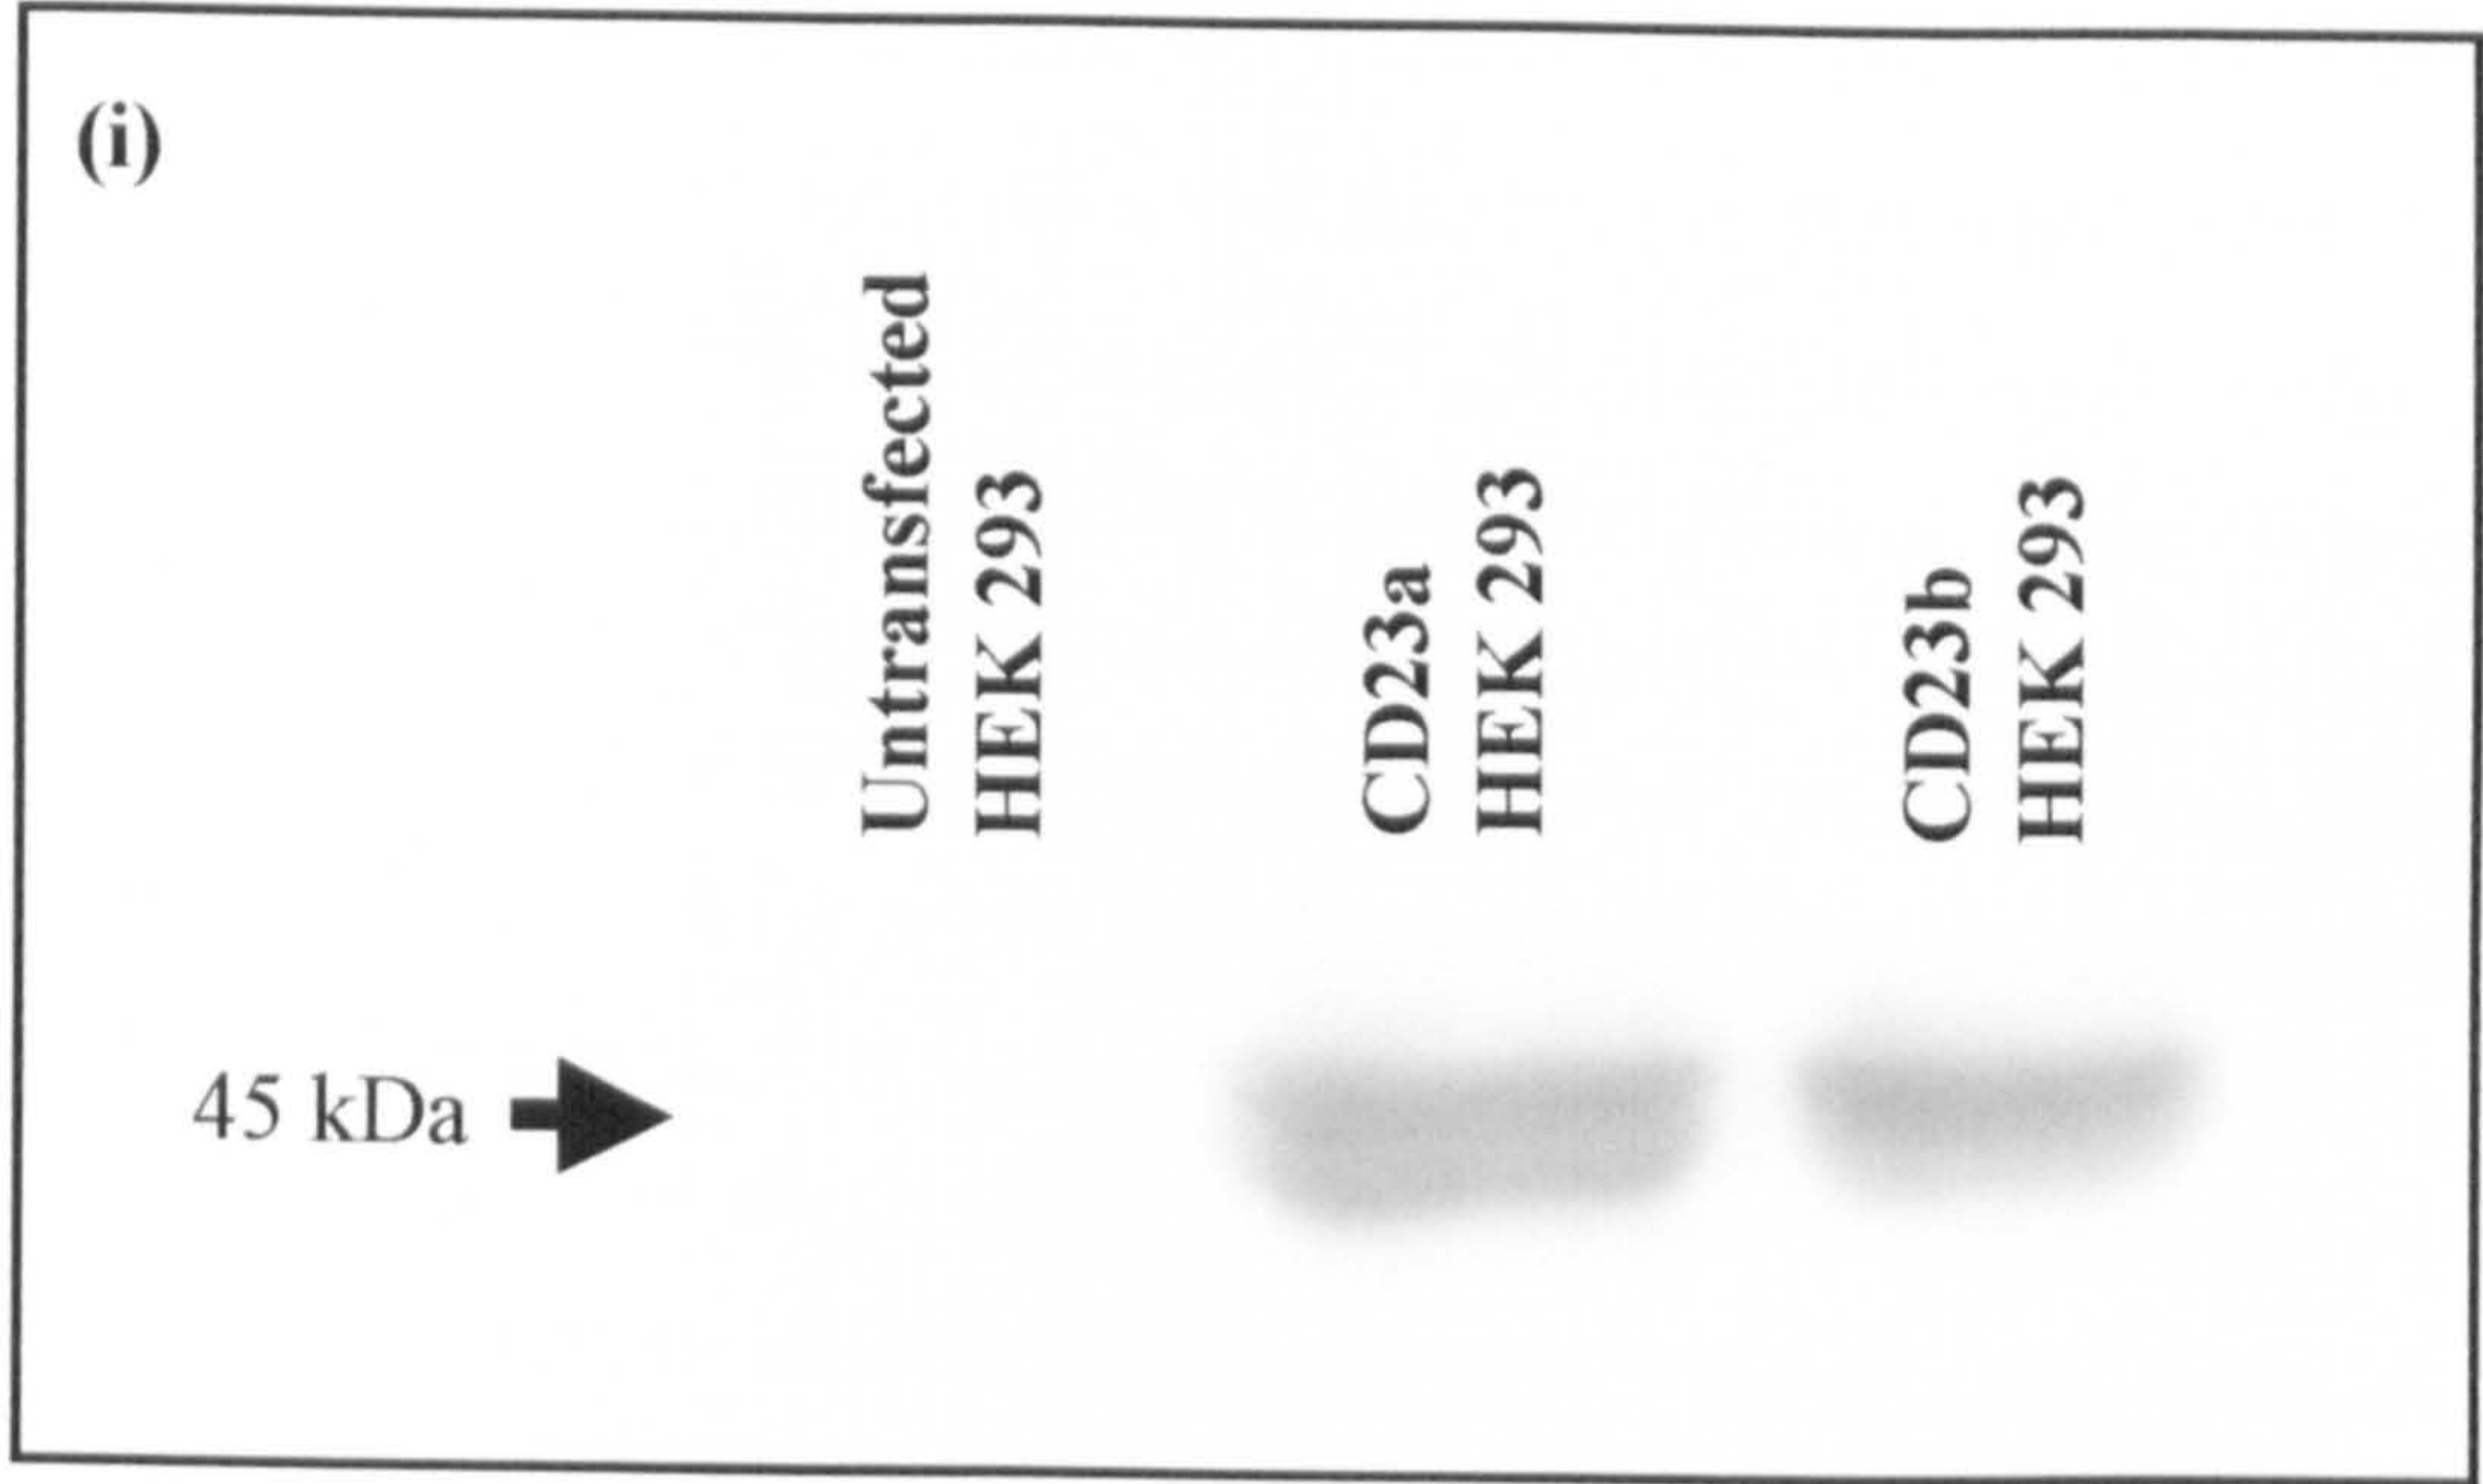 (i)
Untransfected
HEK 293
CD23a
HEK 293
CD23b
HEK 293
45 kDa